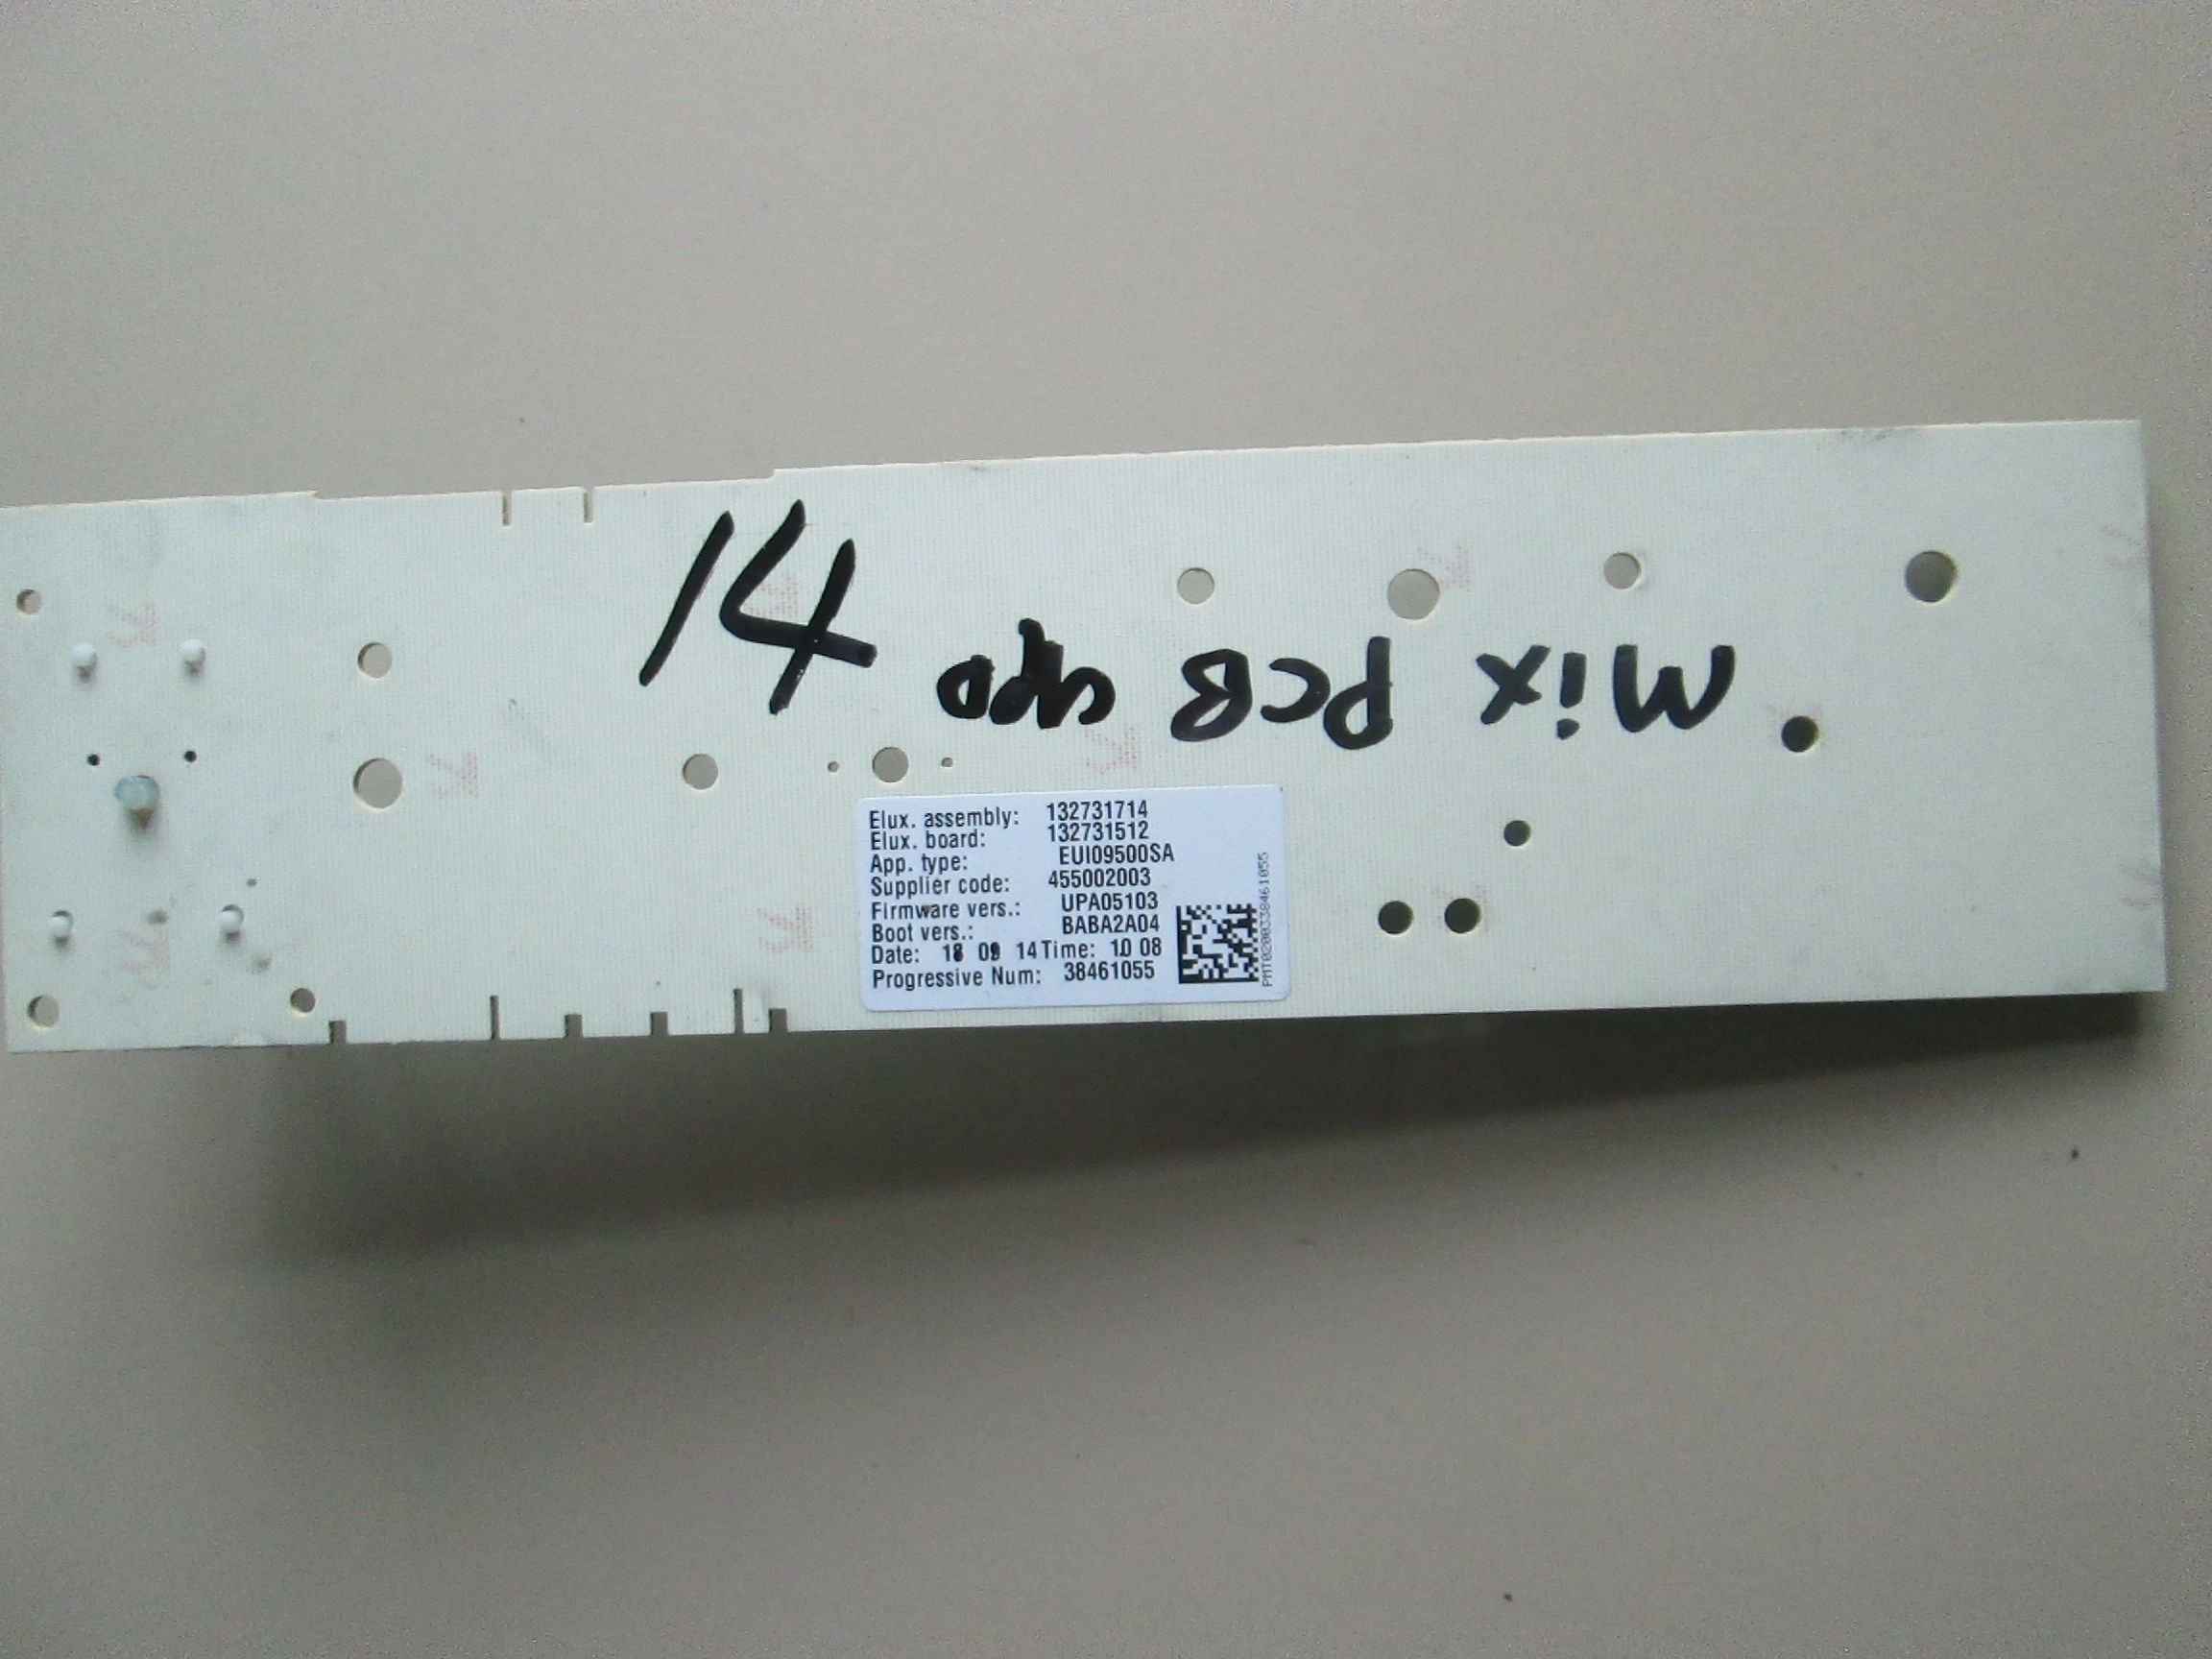 14
Mix PCB
Elux. assembly: 132731714
Elux. board: 132731512
App. type: EUI09500SA
Supplier code: 455002003
Firmware vers.: UPA05103
Boot vers.: BABA2A04
Date: 18 09 14 Time: 10 08
Progressive Num: 38461055